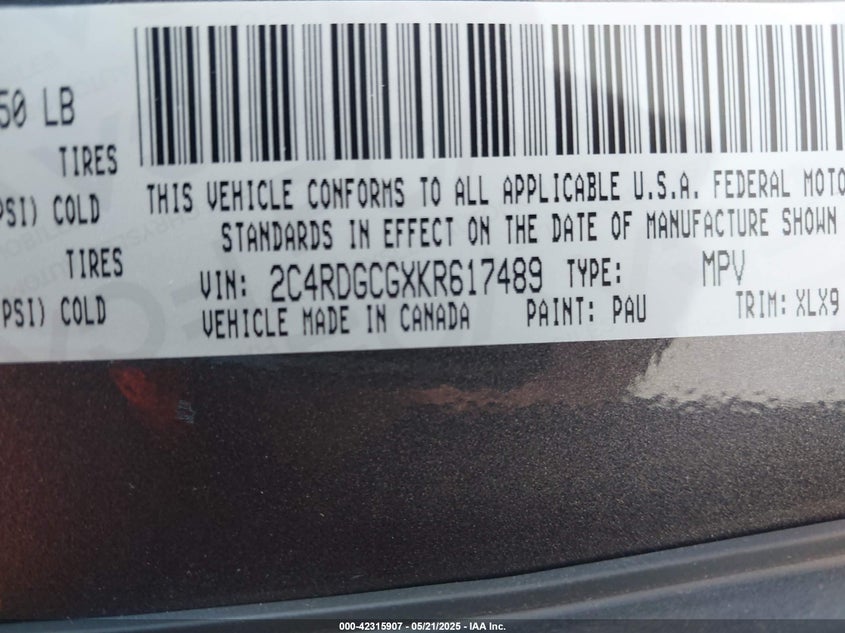 50 LB
TIRES
PSI) COLD
TIRES
PSI) COLD
THIS VEHICLE CONFORMS TO ALL APPLICABLE U.S.A. FEDERAL MOTO
STANDARDS IN EFFECT ON THE DATE OF MANUFACTURE SHOWN
VIN: 2C4RDGCGXKR617489 TYPE: MPV
VEHICLE MADE IN CANADA PAINT: PAU TRIM: XLX9
000-42315907 - 05/21/2025 - IAA Inc.